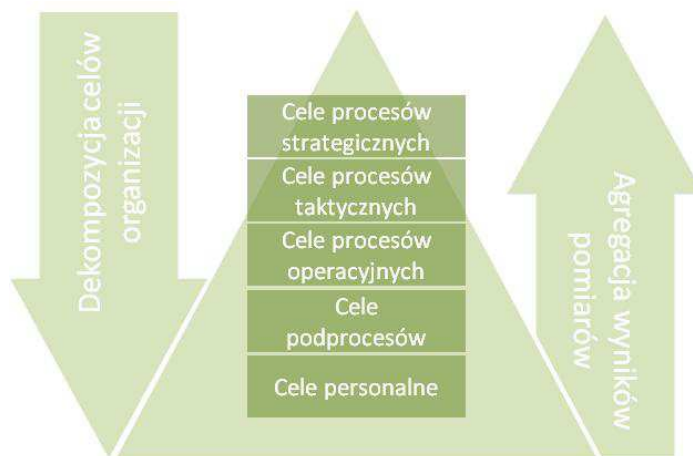 Dekompozycja celów
organizacji
Cele procesów
strategicznych
Cele procesów
taktycznych
Cele procesów
operacyjnych
Cele
podprocesów
Cele personalne
Agregacja wyników
pomiarów